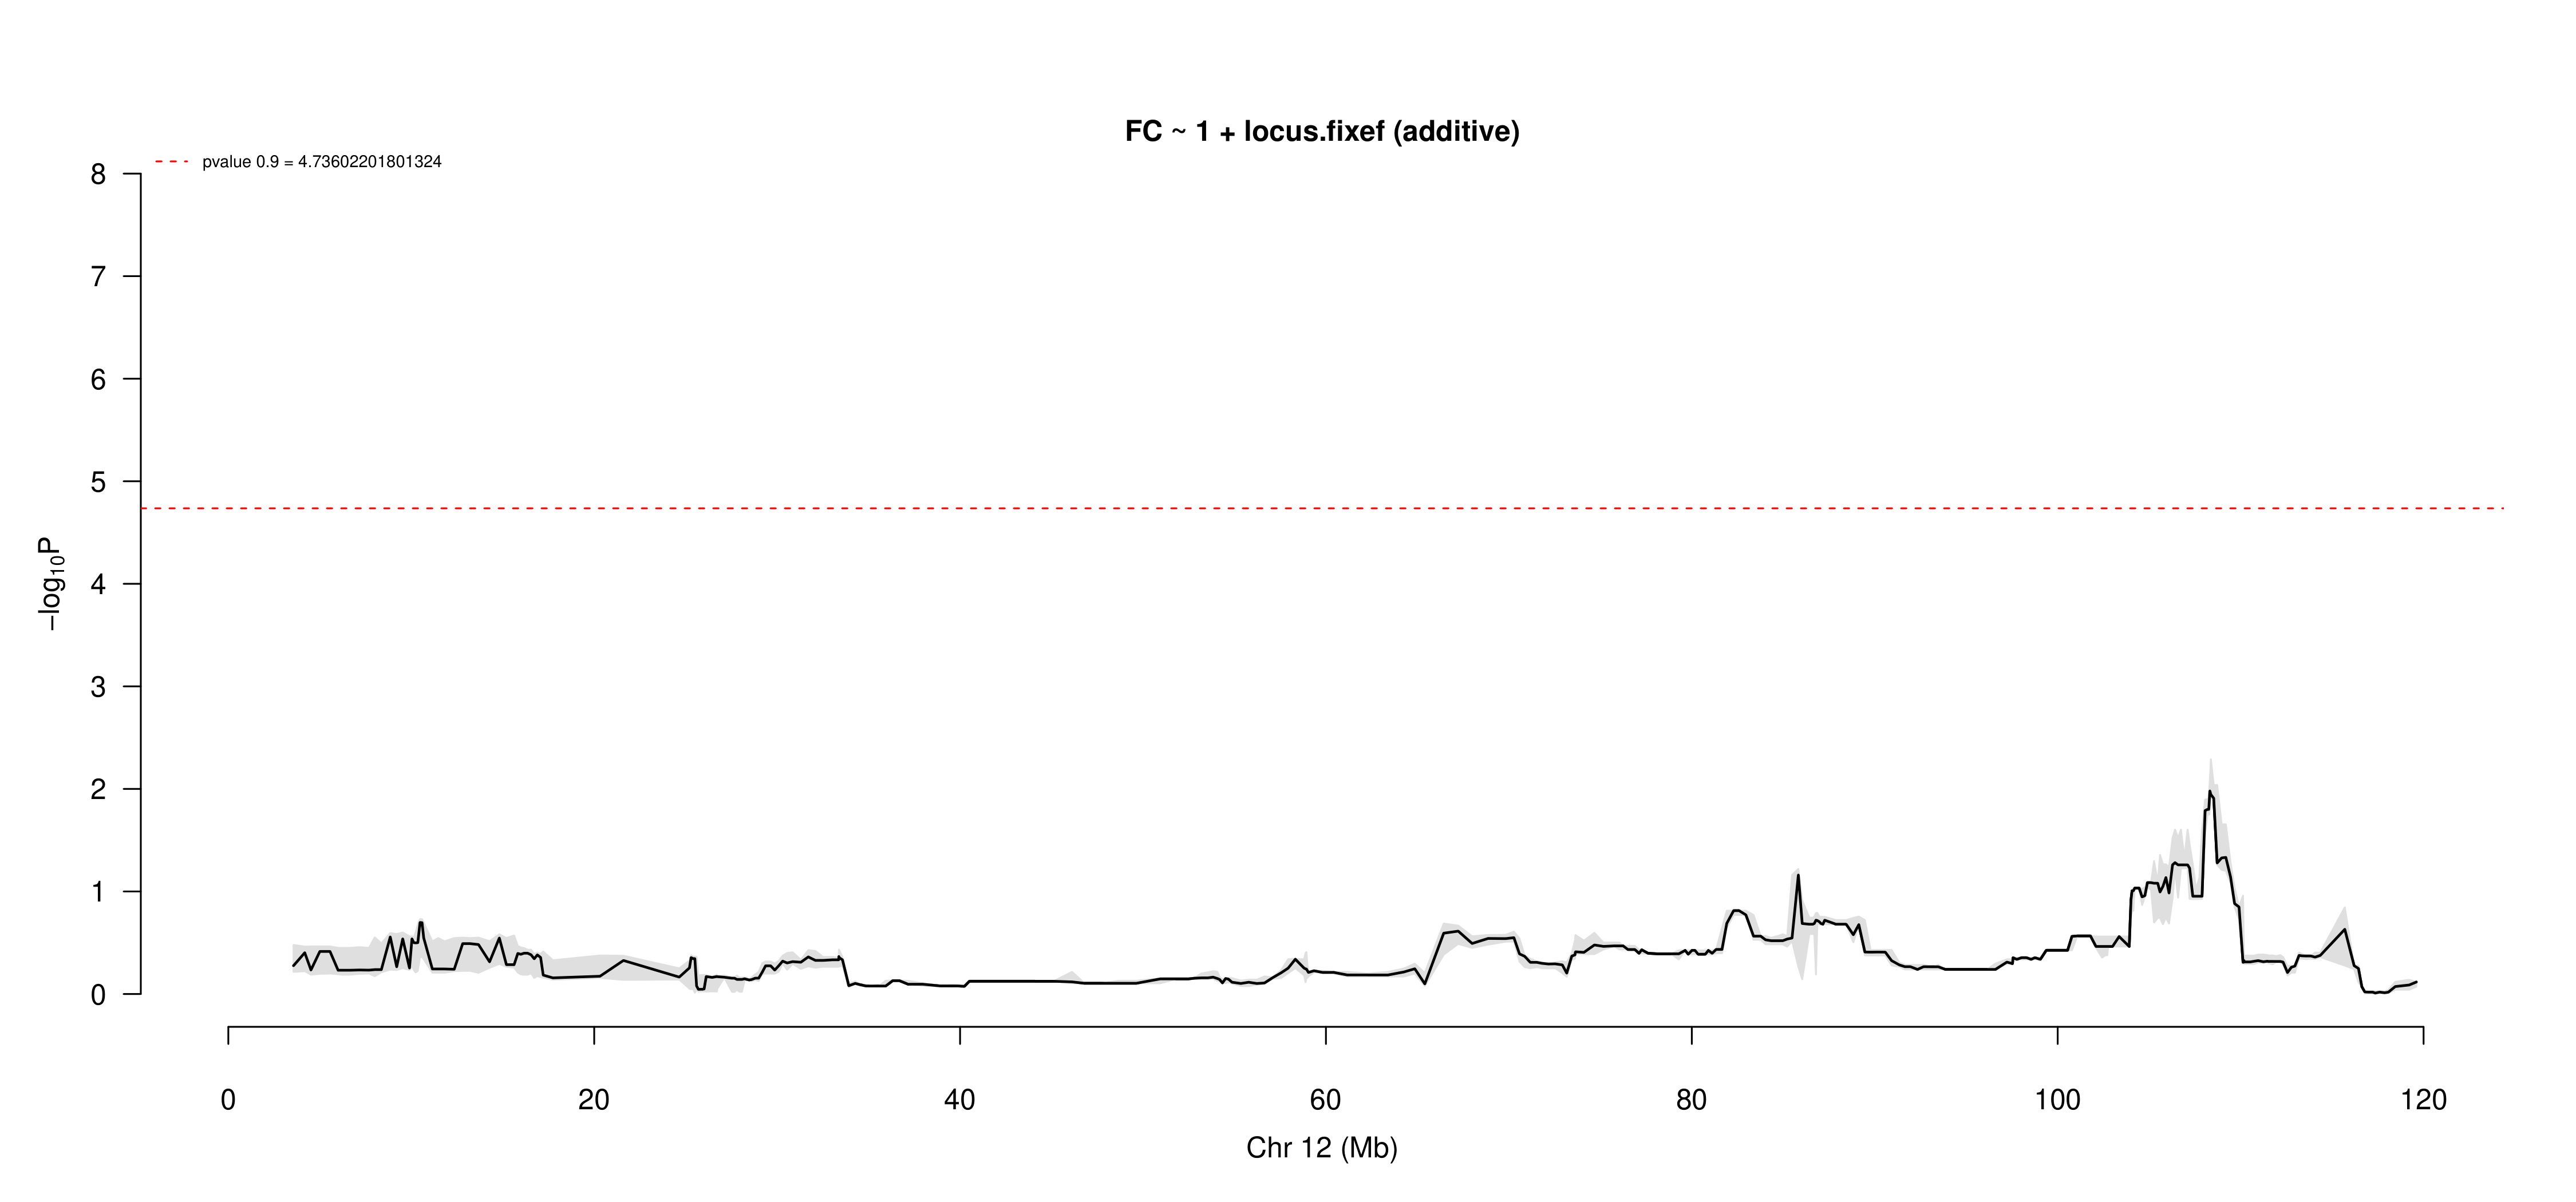 FC ~ 1 + locus.fixef (additive)
pvalue 0.9 = 4.73602201801324
8
7
6
5
4
3
2
1
0
−log10P
0 20 40 60 80 100 120
Chr 12 (Mb)